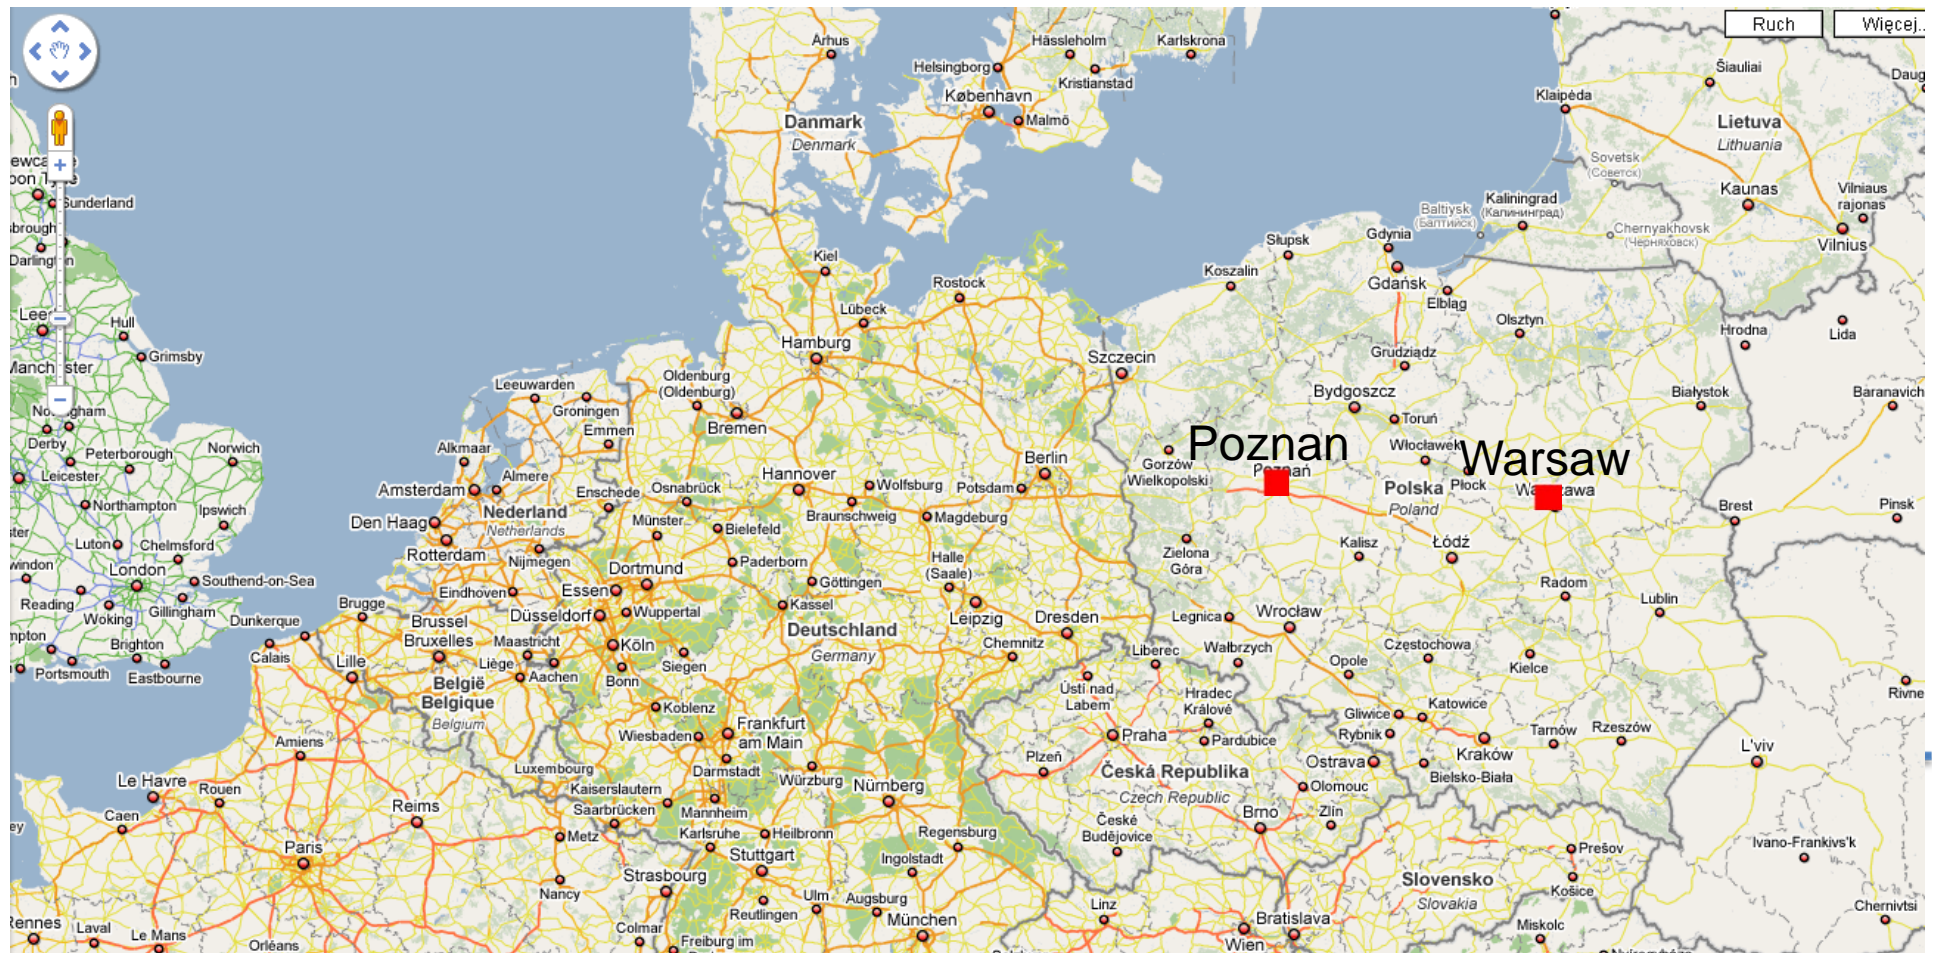 Ruch
Więcej..
Århus
Hässleholm
Karlskrona
Helsingborg
Kristianstad
København
Malmö
Danmark
Denmark
Šiauliai
Daug
Klaipėda
Lietuva
Lithuania
Sovetsk
(Советск)
Kaunas
Vilniaus
rajonas
Vilnius
Kaliningrad
(Калининград)
Baltiysk
(Балтийск)
Chernyakhovsk
(Черняховск)
Sunderland
Darlington
Hull
Grimsby
Kiel
Rostock
Lübeck
Hamburg
Słupsk
Gdynia
Koszalin
Gdańsk
Elbląg
Olsztyn
Hrodna
Lida
Szczecin
Grudziądz
Bydgoszcz
Toruń
Białystok
Baranavich
Leeuwarden
Groningen
Emmen
Oldenburg
(Oldenburg)
Bremen
Derby
Peterborough
Norwich
Leicester
Northampton
Ipswich
Luton
Chelmsford
London
Southend-on-Sea
Reading
Woking
Gillingham
Brighton
Portsmouth
Eastbourne
Alkmaar
Almere
Amsterdam
Enschede
Osnabrück
Hannover
Wolfsburg
Potsdam
Berlin
Gorzów
Wielkopolski
Poznan
Poznań
Włocławek
Warsaw
Płock
Polska
Poland
Den Haag
Nederland
Netherlands
Rotterdam
Nijmegen
Münster
Bielefeld
Braunschweig
Magdeburg
Brest
Pinsk
Zielona
Góra
Kalisz
Łódź
Radom
Lublin
Eindhoven
Essen
Dortmund
Paderborn
Göttingen
Halle
(Saale)
Brugge
Dunkerque
Calais
Lille
Brussel
Bruxelles
Maastricht
Liège
Aachen
Düsseldorf
Wuppertal
Köln
Bonn
Siegen
Kassel
Deutschland
Germany
Leipzig
Dresden
Chemnitz
Legnica
Wrocław
Wałbrzych
Opole
Częstochowa
Kielce
België
Belgique
Belgium
Koblenz
Frankfurt
am Main
Wiesbaden
Darmstadt
Würzburg
Nürnberg
Liberec
Ústí nad
Labem
Hradec
Králové
Praha
Pardubice
Plzeň
Česká Republika
Czech Republic
Gliwice
Katowice
Rybnik
Kraków
Tarnów
Rzeszów
Ostrava
Bielsko-Biała
L'viv
Rivne
Amiens
Le Havre
Rouen
Caen
Reims
Paris
Luxembourg
Kaiserslautern
Saarbrücken
Mannheim
Metz
Karlsruhe
Heilbronn
Nancy
Strasbourg
Stuttgart
Reutlingen
Ulm
Augsburg
Ingolstadt
Regensburg
München
Colmar
Freiburg im
České
Budějovice
Olomouc
Zlín
Brno
Linz
Wien
Bratislava
Slovensko
Slovakia
Prešov
Košice
Miskolc
Ivano-Frankivs'k
Chernivtsi
Rennes
Laval
Le Mans
Orléans